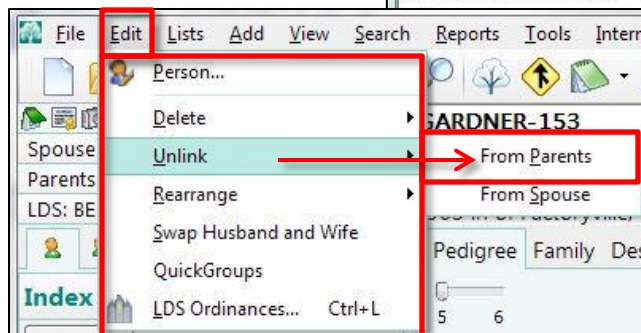 File Edit Lists Add View Search Reports Tools Intern
Person...
Delete
GARDNER-153
Spouse
Unlink
From Parents
Parents
Rearrange
From Spouse
LDS: BE
Swap Husband and Wife
Pedigree Family Des
QuickGroups
Index
LDS Ordinances... Ctrl+L
5 6